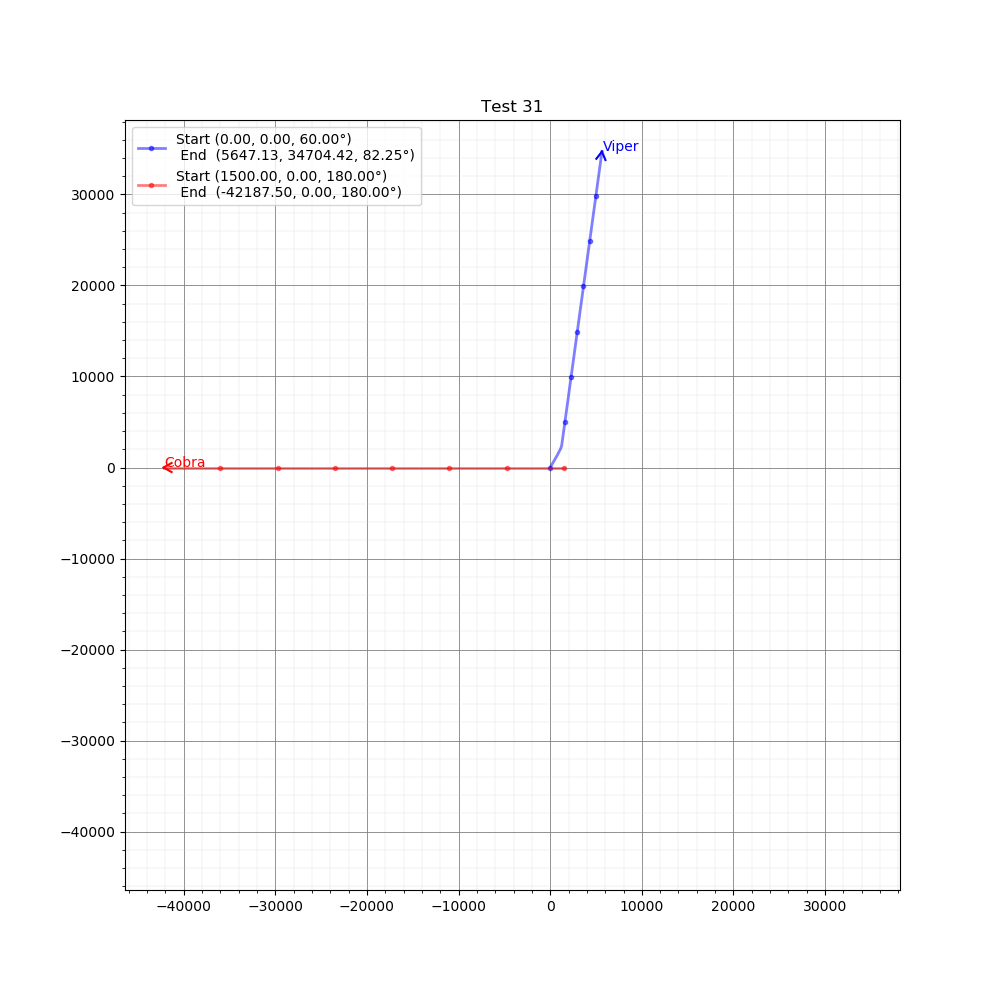 Test 31
Start (0.00, 0.00, 60.00°)
End (5647.13, 34704.42, 82.25°)
Start (1500.00, 0.00, 180.00°)
End (-42187.50, 0.00, 180.00°)
Viper
Cobra
30000
20000
10000
0
−10000
−20000
−30000
−40000
−40000 −30000 −20000 −10000 0 10000 20000 30000